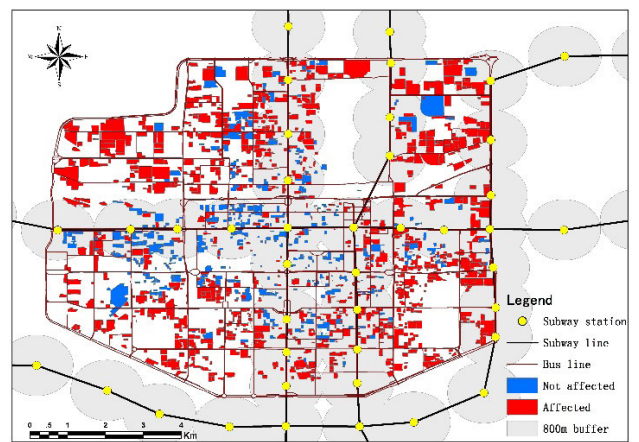 N
W
E
S
Legend
Subway station
Subway line
Bus line
Not affected
Affected
800m buffer
0 .5 1 2 3 4
Km